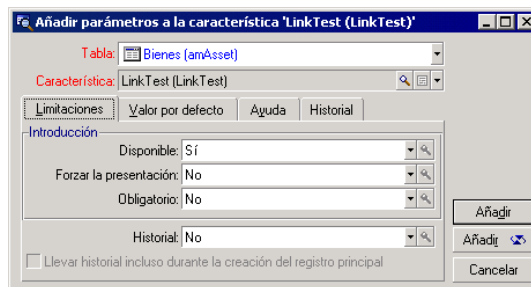 Añadir parámetros a la característica 'LinkTest (LinkTest)'
Tabla: Bienes (amAsset)
Característica: LinkTest (LinkTest)
Limitaciones Valor por defecto Ayuda Historial
Introducción
Disponible: Sí
Forzar la presentación: No
Obligatorio: No
Añadir
Historial: No
Añadir
Llevar historial incluso durante la creación del registro principal
Cancelar